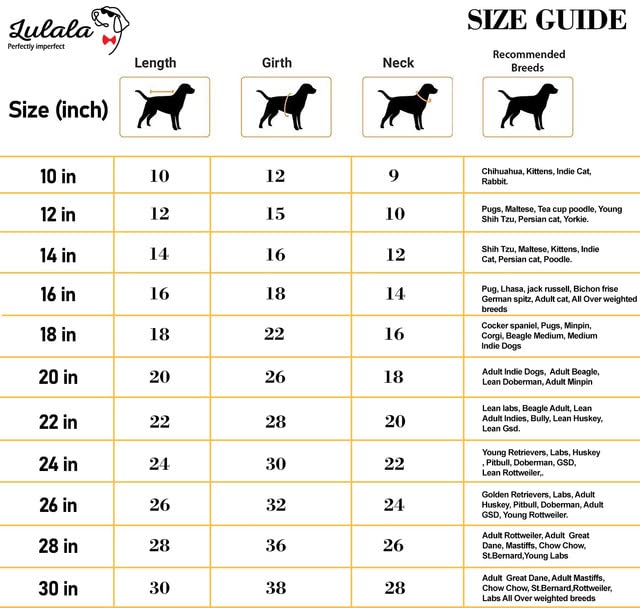 Lulala
Perfectly imperfect
SIZE GUIDE
Size (inch)
Length
Girth
Neck
Recommended
Breeds
10 in 10 12 9 Chihuahua, Kittens, Indie Cat,
Rabbit.
12 in 12 15 10 Pugs, Maltese, Tea cup poodle, Young
Shih Tzu, Persian cat, Yorkie.
14 in 14 16 12 Shih Tzu, Maltese, Kittens, Indie
Cat, Persian cat, Poodle.
16 in 16 18 14 Pug, Lhasa, jack russell, Bichon frise
German spitz, Adult cat, All Over weighted
breeds
18 in 18 22 16 Cocker spaniel, Pugs, Minpin,
Corgi, Beagle Medium, Medium
Indie Dogs
20 in 20 26 18 Adult Indie Dogs, Adult Beagle,
Lean Doberman, Adult Minpin
22 in 22 28 20 Lean labs, Beagle Adult, Lean
Adult Indies, Bully, Lean Huskey,
Lean Gsd.
24 in 24 30 22 Young Retrievers, Labs, Huskey
, Pitbull, Doberman, GSD,
Lean Rottweiler,.
26 in 26 32 24 Golden Retrievers, Labs, Adult
Huskey, Pitbull, Doberman, Adult
GSD, Young Rottweiler.
28 in 28 36 26 Adult Rottweiler, Adult Great
Dane, Mastiffs, Chow Chow,
St.Bernard,Young Labs
30 in 30 38 28 Adult Great Dane, Adult Mastiffs,
Chow Chow, St.Bernard,Rottweiler,
Labs All Over weighted breeds